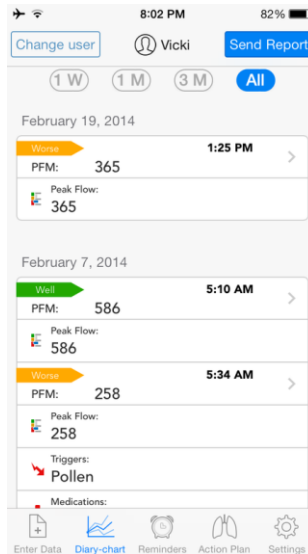 8:02 PM 82%
Change user Vicki Send Report
1 W 1 M 3 M All
February 19, 2014
Worse 1:25 PM
PFM: 365
Peak Flow:
365
February 7, 2014
Well 5:10 AM
PFM: 586
Peak Flow:
586
Worse 5:34 AM
PFM: 258
Peak Flow:
258
Triggers:
Pollen
Medications:
Enter Data Diary-chart Reminders Action Plan Settings